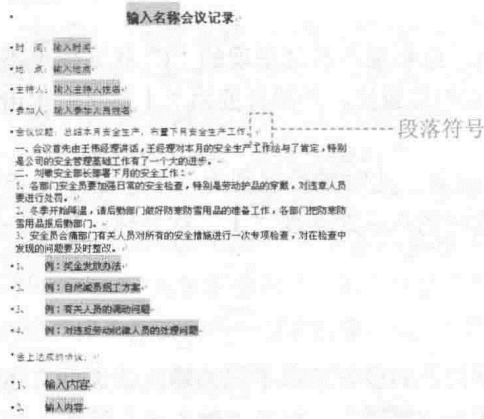 输入名称会议记录
时 间：输入时间
地 点：输入地点
主持人：输入主持人姓名
参加人：输入参加人员姓名
会议议题：总结本月安全生产，布置下月安全生产工作。
段落符号
一、会议首先由王伟经理讲话，王经理对本月的安全生产工作给与了肯定，特别
是公司的安全管理基础工作有了一个大的进步。
二、刘敏安全部长部署下月的安全工作：
1、各部门安全员要加强日常的安全检查，特别是劳动护品的穿戴，对违章人员
要进行处罚。
2、冬季开始降温，请后勤部门做好防寒防雪用品的准备工作，各部门把防寒防
雪用品报后勤部门。
3、安全员合痛部门有关人员对所有的安全措施进行一次专项检查，对在检查中
发现的问题要及时整改。
1、 例：奖金发放办法
2、 例：自然减员招工方案
3、 例：有关人员的调动问题
4、 例：对违反劳动纪律人员的处理问题
会上达成的协议：
1、 输入内容
2、 输入内容